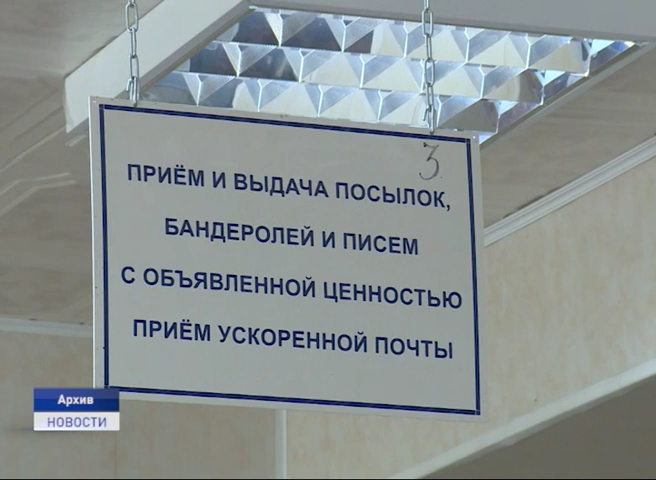 3
ПРИЁМ И ВЫДАЧА ПОСЫЛОК,
БАНДЕРОЛЕЙ И ПИСЕМ
С ОБЪЯВЛЕННОЙ ЦЕННОСТЬЮ
ПРИЁМ УСКОРЕННОЙ ПОЧТЫ
Архив
НОВОСТИ